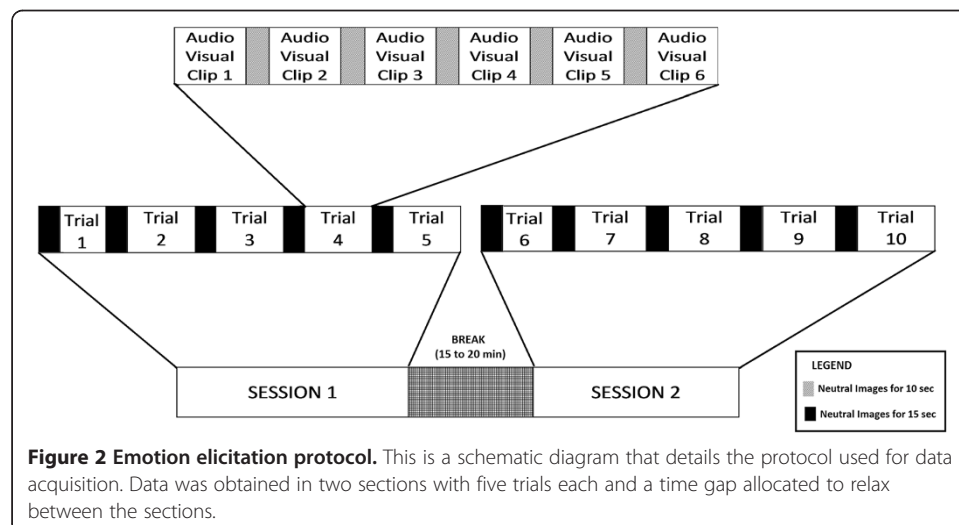 Audio Visual Clip 1
Audio Visual Clip 2
Audio Visual Clip 3
Audio Visual Clip 4
Audio Visual Clip 5
Audio Visual Clip 6
Trial 1
Trial 2
Trial 3
Trial 4
Trial 5
Trial 6
Trial 7
Trial 8
Trial 9
Trial 10
BREAK
(15 to 20 min)
SESSION 1
SESSION 2
LEGEND
Neutral Images for 10 sec
Neutral Images for 15 sec
Figure 2 Emotion elicitation protocol. This is a schematic diagram that details the protocol used for data
acquisition. Data was obtained in two sections with five trials each and a time gap allocated to relax
between the sections.